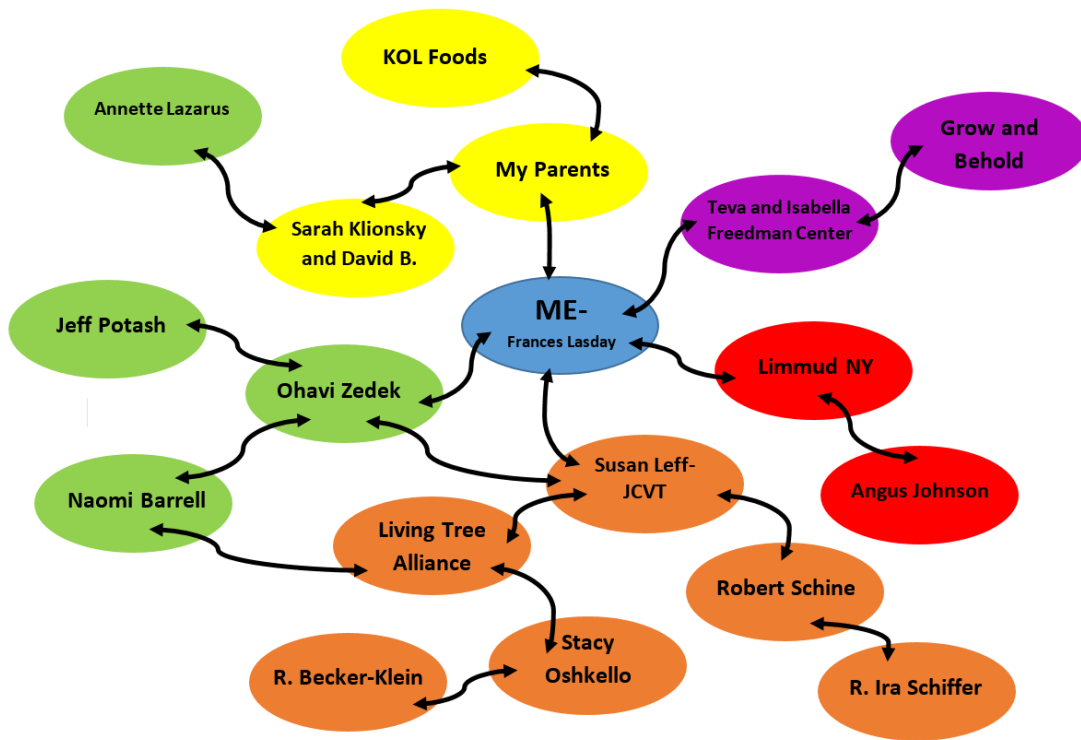 KOL Foods
Annette Lazarus
Grow and
Behold
My Parents
Teva and Isabella
Freedman Center
Sarah Klionsky
and David B.
ME-
Frances Lasday
Jeff Potash
Limmud NY
Ohavi Zedek
Susan Leff-
JCVT
Angus Johnson
Naomi Barrell
Living Tree
Alliance
Robert Schine
Stacy
Oshkello
R. Becker-Klein
R. Ira Schiffer